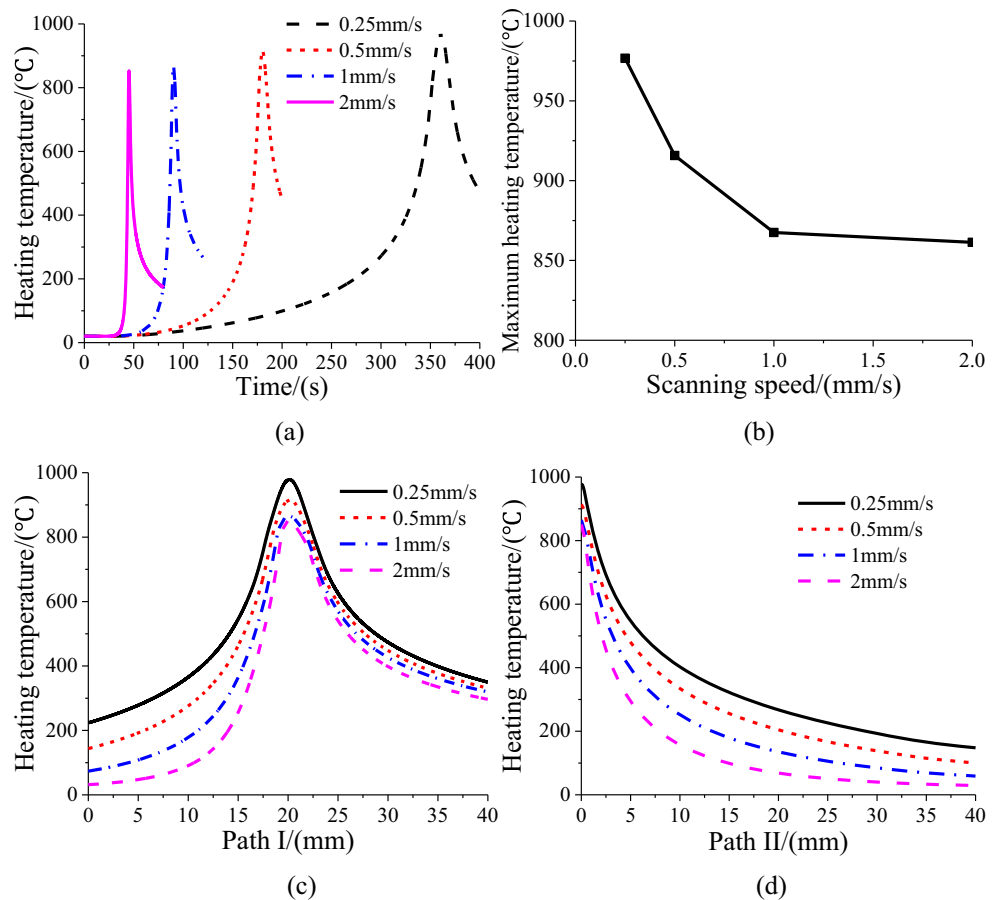 Heating temperature/(℃)
1000
800
600
400
200
0
0.25mm/s
0.5mm/s
1mm/s
2mm/s
0 50 100 150 200 250 300 350 400
Time/(s)
(a)
Maximum heating temperature/(℃)
1000
975
950
925
900
875
850
825
800
0.0 0.5 1.0 1.5 2.0
Scanning speed/(mm/s)
(b)
Heating temperature/(℃)
1000
800
600
400
200
0
0.25mm/s
0.5mm/s
1mm/s
2mm/s
0 5 10 15 20 25 30 35 40
Path I/(mm)
(c)
Heating temperature/(℃)
1000
800
600
400
200
0
0.25mm/s
0.5mm/s
1mm/s
2mm/s
0 5 10 15 20 25 30 35 40
Path II/(mm)
(d)